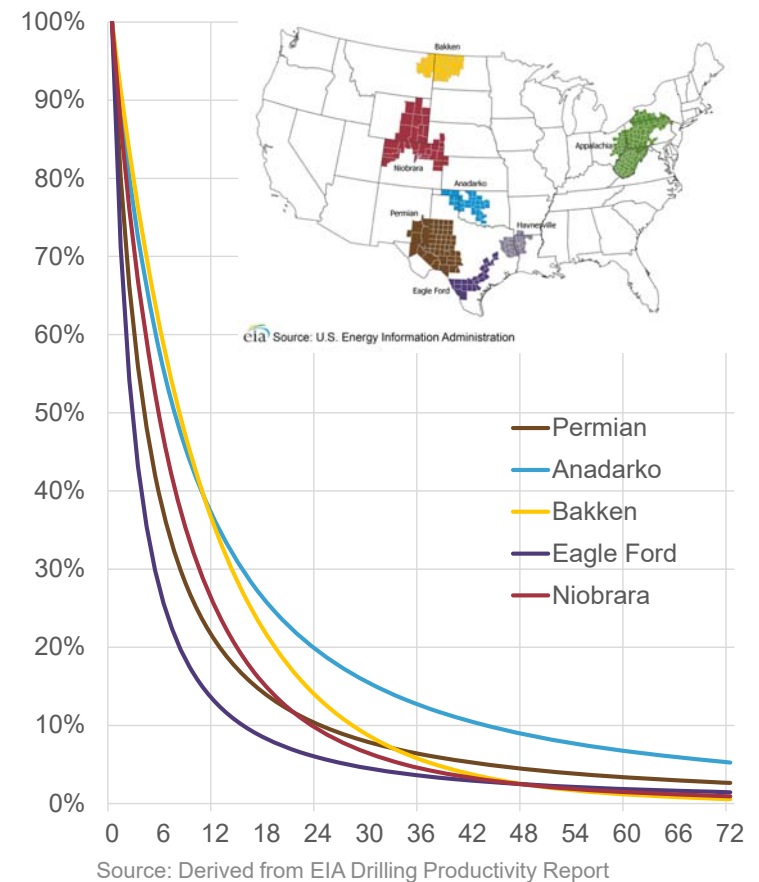 100%
90%
80%
70%
60%
50%
40%
30%
20%
10%
0%
Bakken
Niobrara
Appalachia
Anadarko
Permian
Haynesville
Eagle Ford
eia Source: U.S. Energy Information Administration
Permian
Anadarko
Bakken
Eagle Ford
Niobrara
0 6 12 18 24 30 36 42 48 54 60 66 72
Source: Derived from EIA Drilling Productivity Report